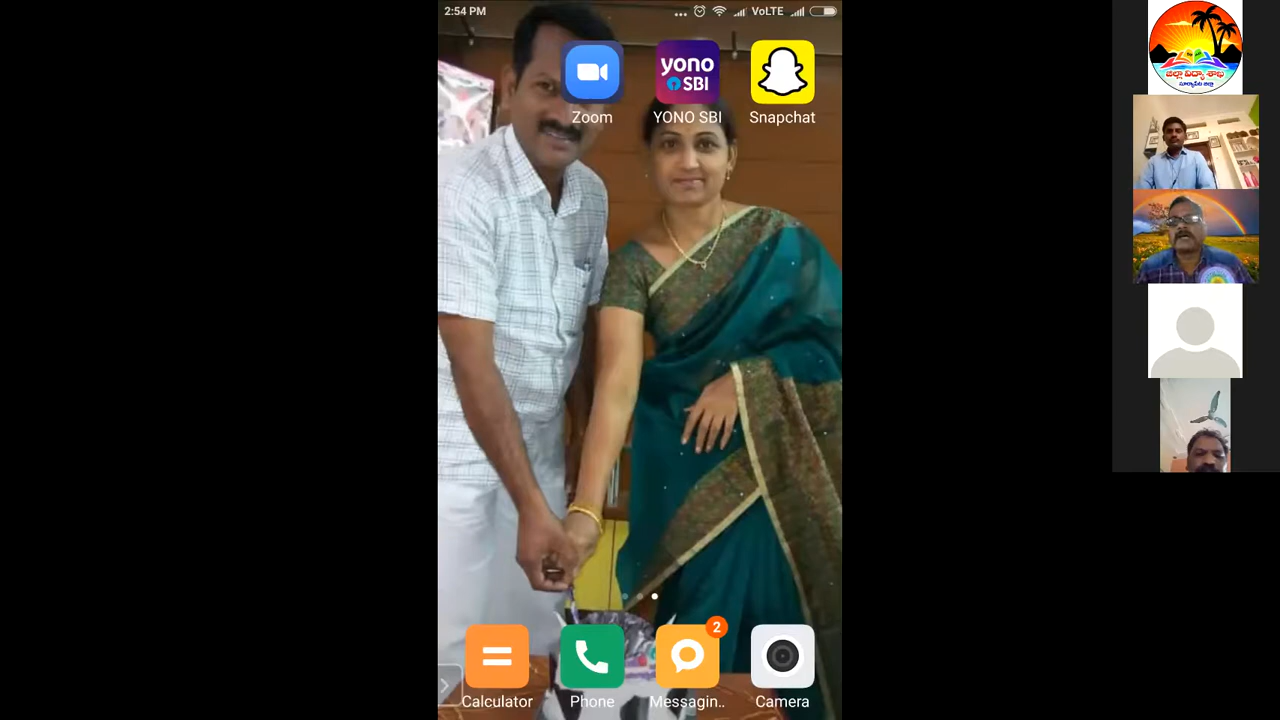 2:54 PM
VoLTE
yono
SBI
Zoom
YONO SBI
Snapchat
2
Calculator
Phone
Messagin..
Camera
జిల్లా విద్యా శాఖ
సూర్యాపేట జిల్లా